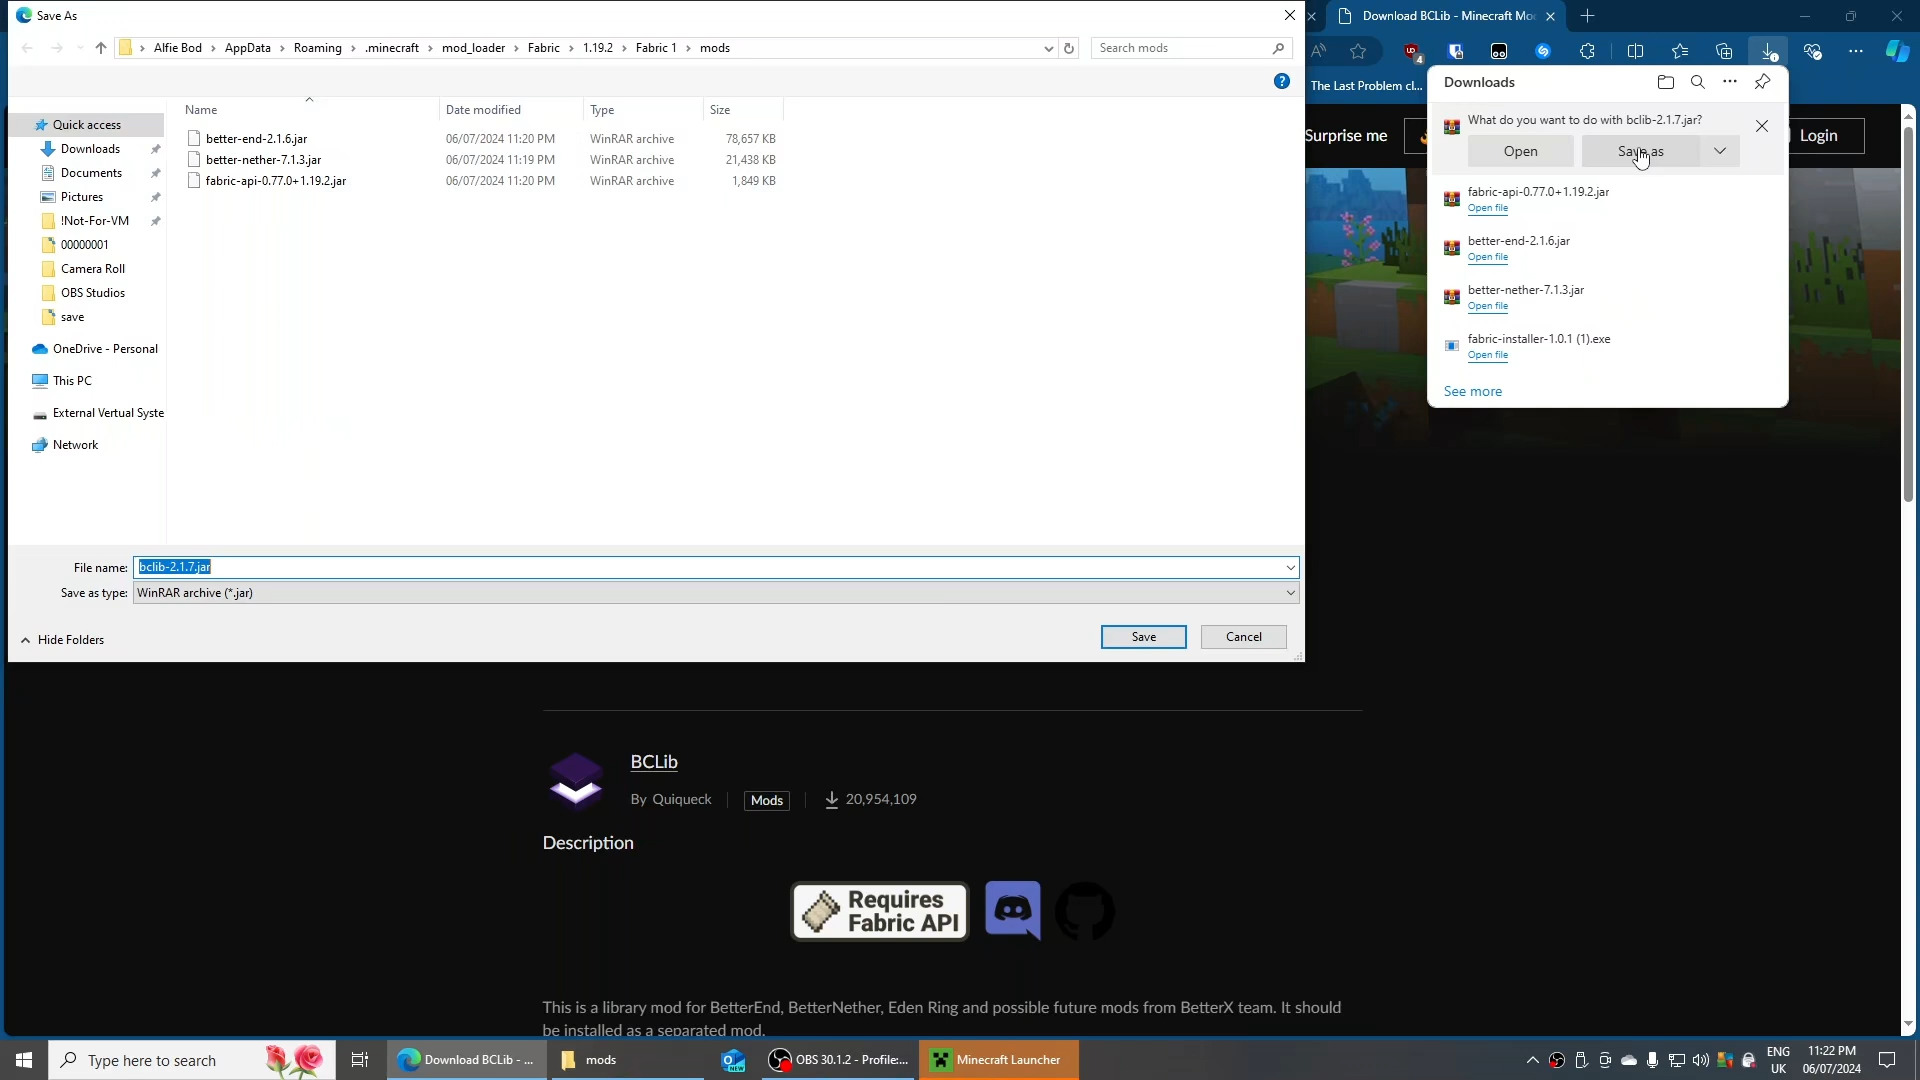 Save As
Download BCLib - Minecraft Mo
Alfie Bod > AppData > Roaming > .minecraft > mod_loader > Fabric > 1.19.2 > Fabric 1 > mods
Search mods
4
The Last Problem cl...
Downloads
What do you want to do with bclib-2.1.7.jar?
Open
Save as
fabric-api-0.77.0+1.19.2.jar
Open file
better-end-2.1.6.jar
Open file
better-nether-7.1.3.jar
Open file
fabric-installer-1.0.1 (1).exe
Open file
See more
Surprise me
Login
Name Date modified Type Size
better-end-2.1.6.jar 06/07/2024 11:20 PM WinRAR archive 78,657 KB
better-nether-7.1.3.jar 06/07/2024 11:19 PM WinRAR archive 21,438 KB
fabric-api-0.77.0+1.19.2.jar 06/07/2024 11:20 PM WinRAR archive 1,849 KB
Quick access
Downloads
Documents
Pictures
!Not-For-VM
00000001
Camera Roll
OBS Studios
save
OneDrive - Personal
This PC
External Vertual Syste
Network
File name: bclib-2.1.7.jar
Save as type: WinRAR archive (*.jar)
Hide Folders
Save
Cancel
BCLib
By Quiqueck
Mods
20,954,109
Description
Requires
Fabric API
This is a library mod for BetterEnd, BetterNether, Eden Ring and possible future mods from BetterX team. It should
be installed as a separated mod.
Type here to search
Download BCLib - ...
mods
NEW
OBS 30.1.2 - Profile:...
Minecraft Launcher
ENG
UK
11:22 PM
06/07/2024